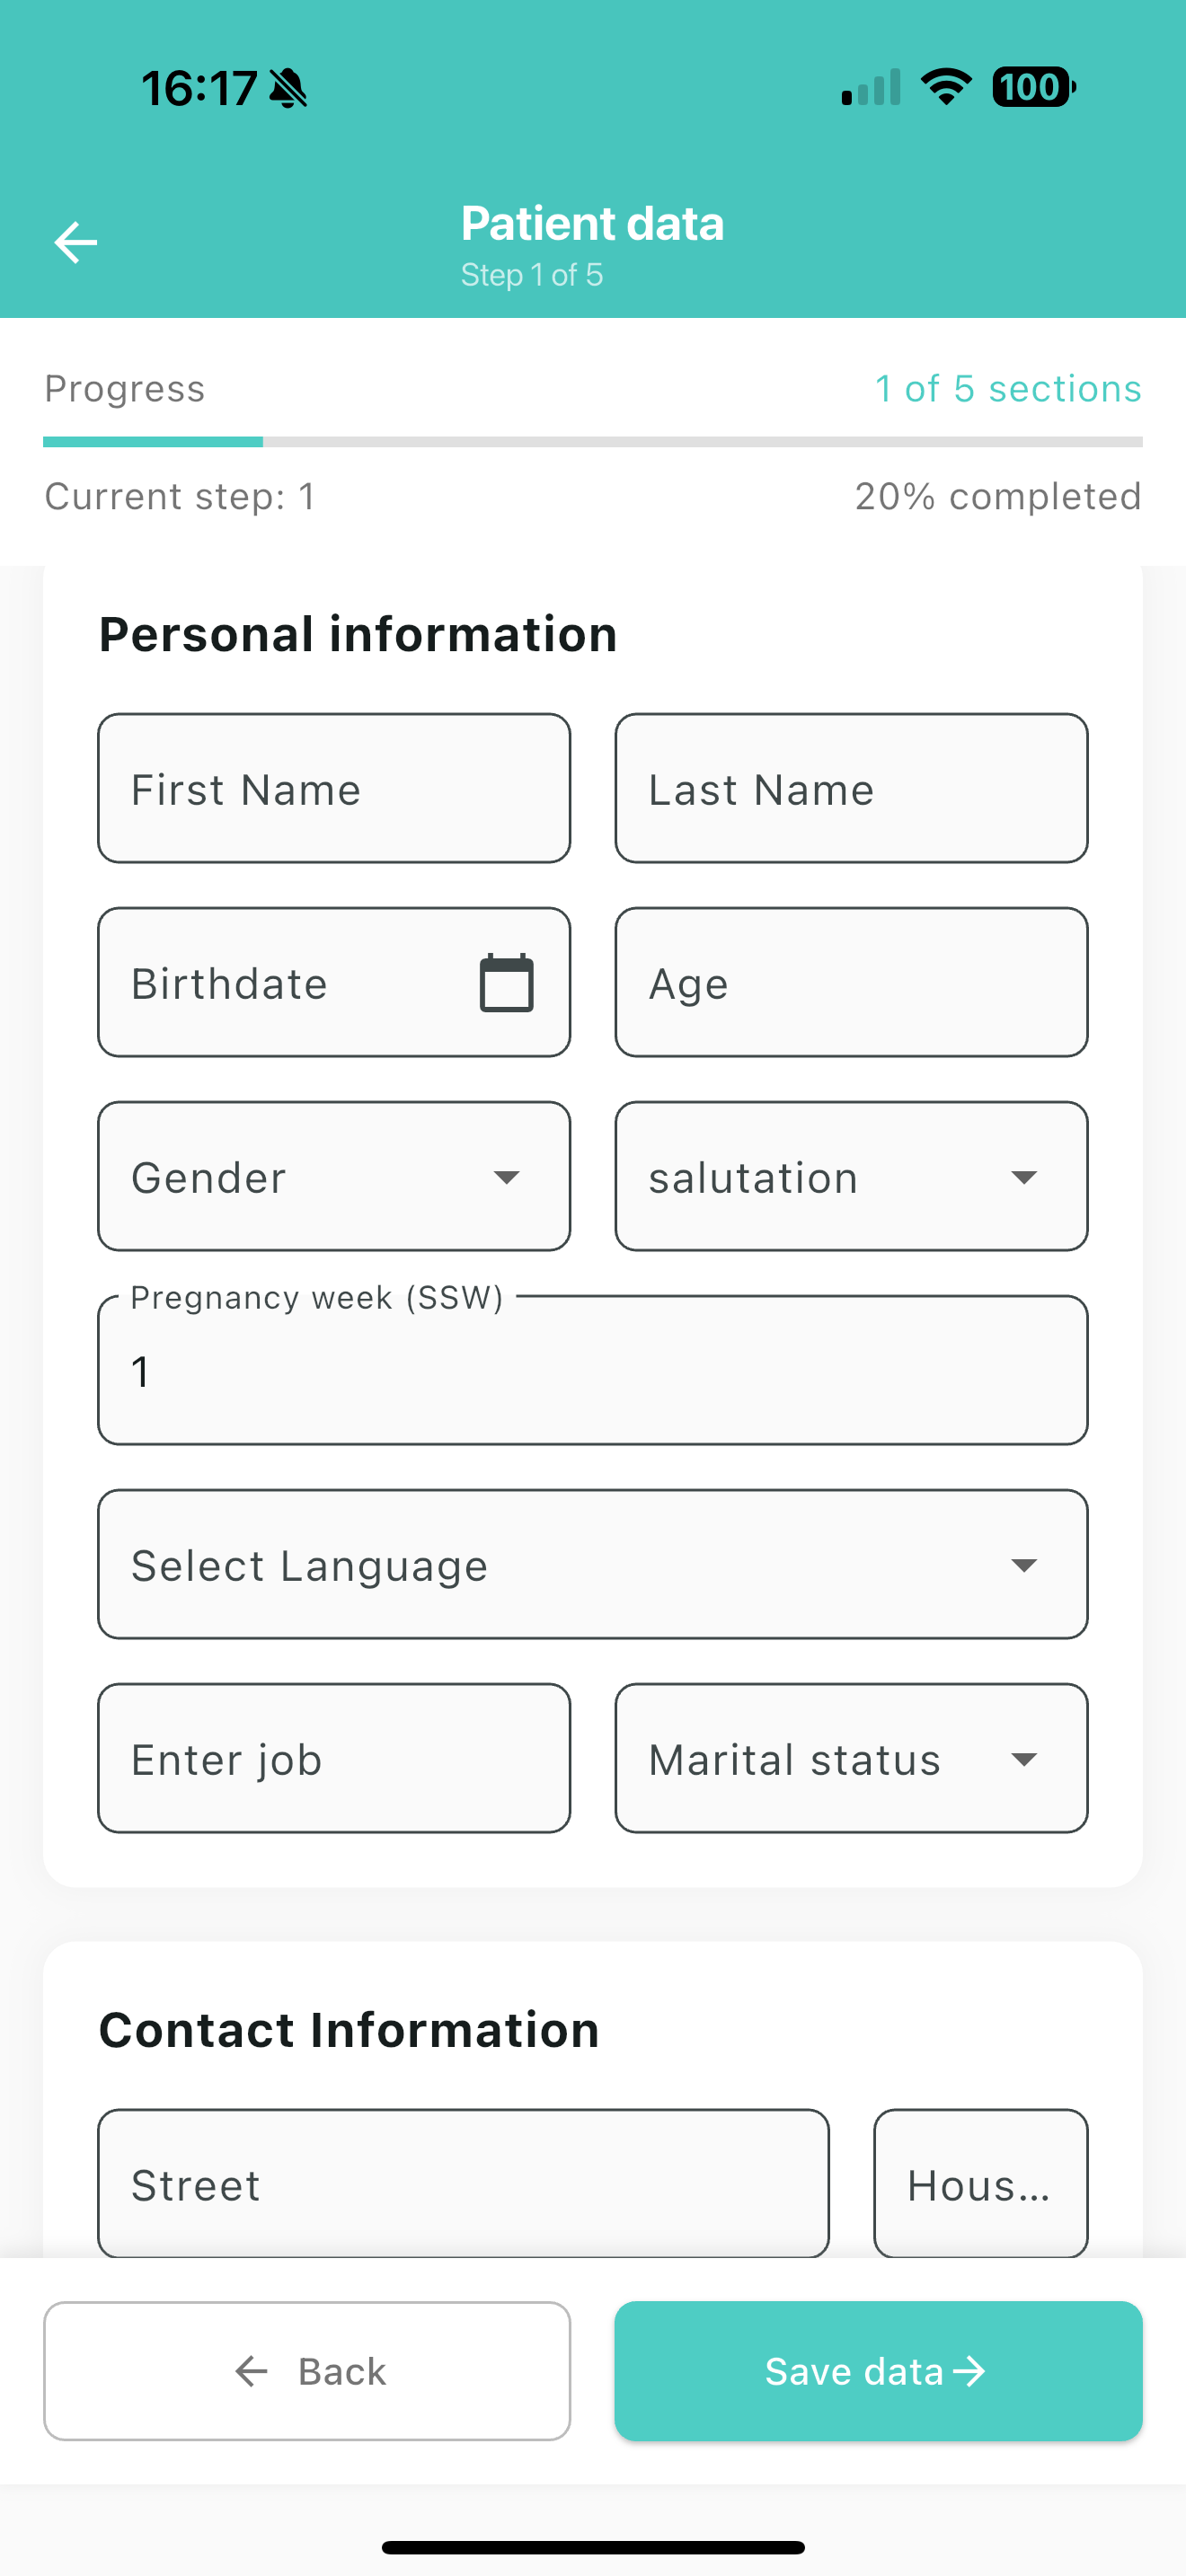 16:17
100
Patient data
Step 1 of 5
Progress
1 of 5 sections
Current step: 1
20% completed
Personal information
First Name
Last Name
Birthdate
Age
Gender
salutation
Pregnancy week (SSW)
1
Select Language
Enter job
Marital status
Contact Information
Street
Hous...
Back
Save data